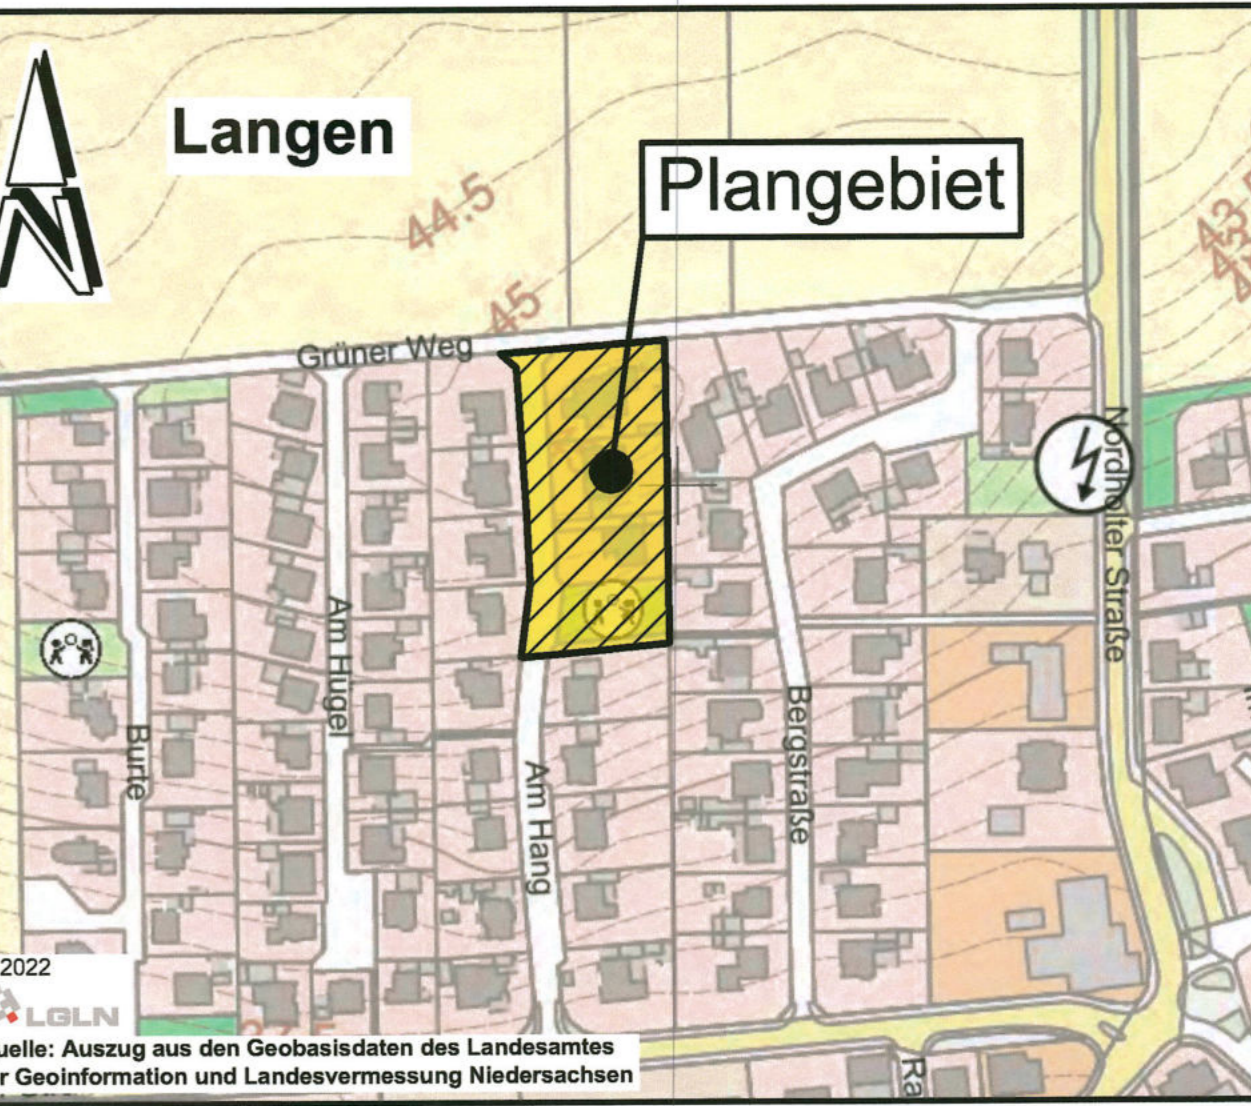 N
Langen
Plangebiet
44.5
45
Grüner Weg
Nordholter Straße
Am Hügel
Burte
Am Hang
Bergstraße
2022
LGLN
uelle: Auszug aus den Geobasisdaten des Landesamtes
r Geoinformation und Landesvermessung Niedersachsen
Ra